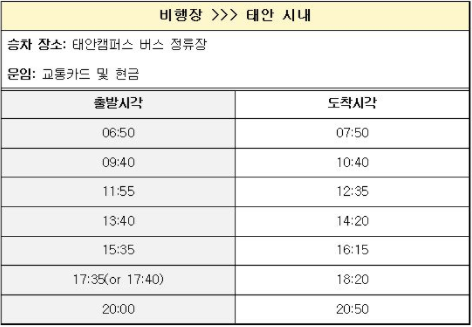 비행장 >>> 태안 시내
승차 장소: 태안캠퍼스 버스 정류장
운임: 교통카드 및 현금
출발시각 도착시각
06:50 07:50
09:40 10:40
11:55 12:35
13:40 14:20
15:35 16:15
17:35(or 17:40) 18:20
20:00 20:50